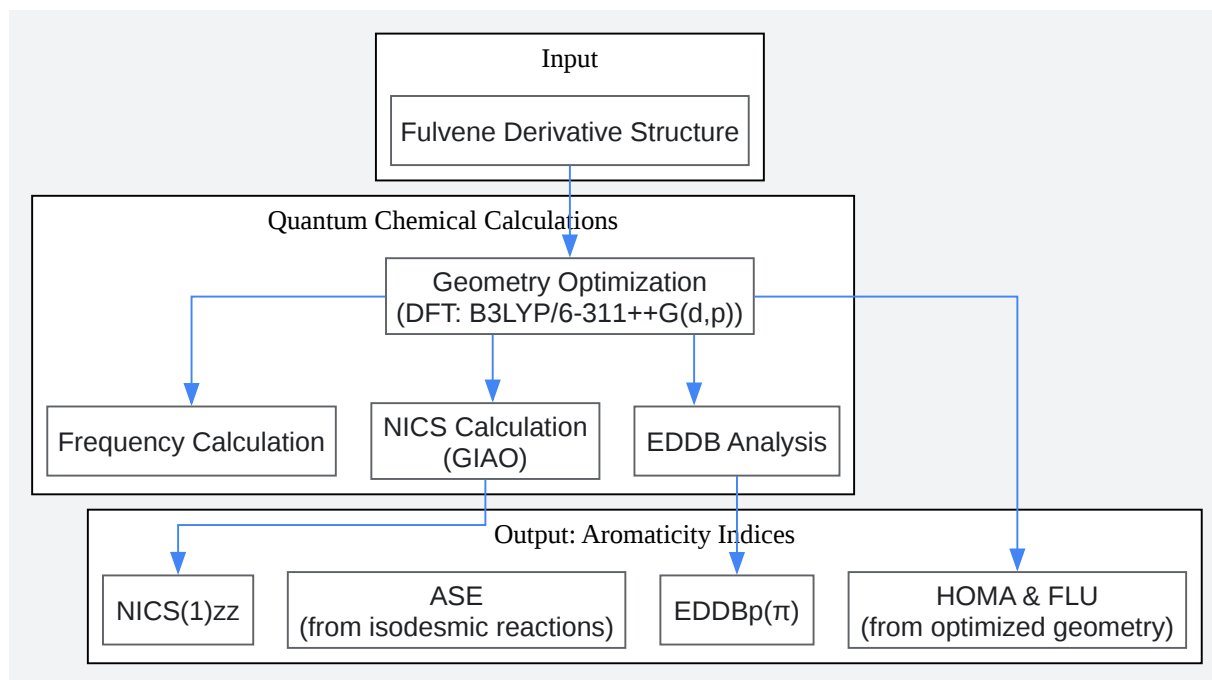 Input
Fulvene Derivative Structure
Quantum Chemical Calculations
Geometry Optimization
(DFT: B3LYP/6-311++G(d,p))
Frequency Calculation
NICS Calculation
(GIAO)
EDDB Analysis
Output: Aromaticity Indices
NICS(1)zz
ASE
(from isodesmic reactions)
EDDBp(π)
HOMA & FLU
(from optimized geometry)